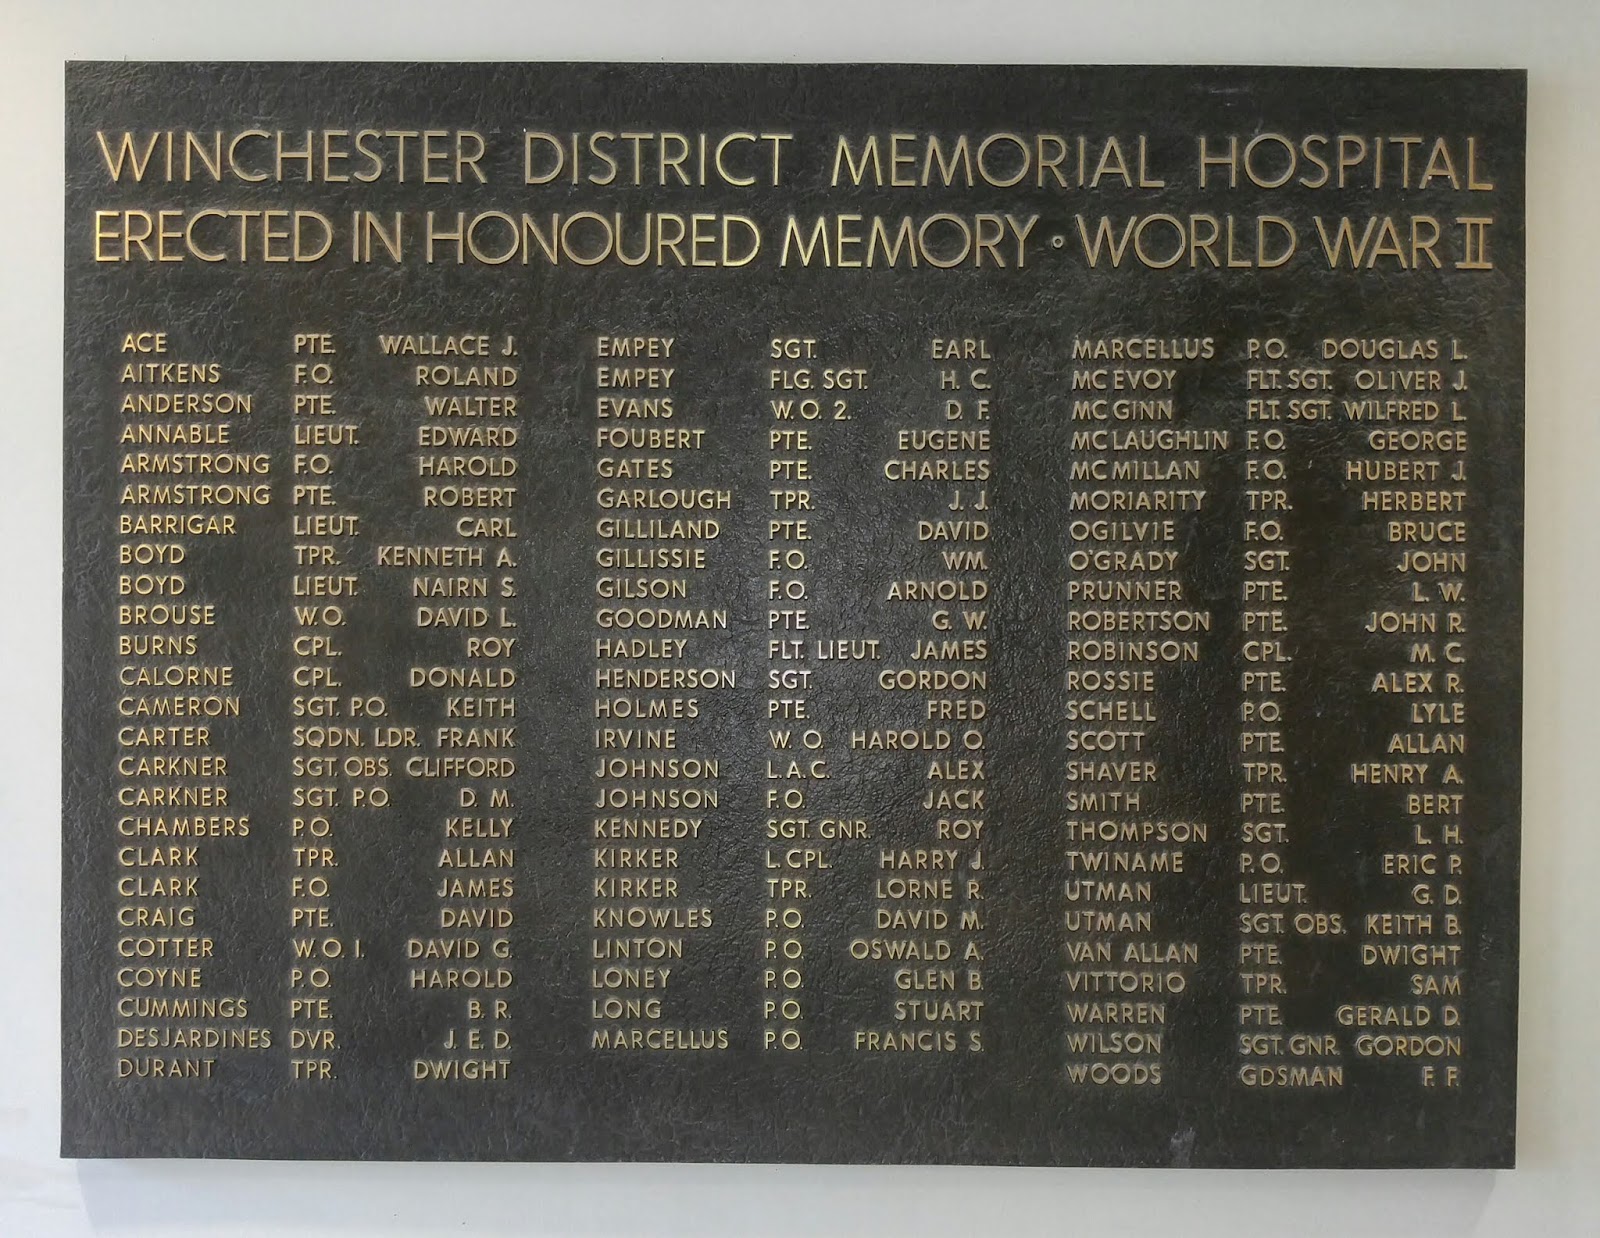 WINCHESTER DISTRICT MEMORIAL HOSPITAL
ERECTED IN HONOURED MEMORY · WORLD WAR II
ACE PTE. WALLACE J.
AITKENS F.O. ROLAND
ANDERSON PTE. WALTER
ANNABLE LIEUT. EDWARD
ARMSTRONG F.O. HAROLD
ARMSTRONG PTE. ROBERT
BARRIGAR LIEUT. CARL
BOYD TPR. KENNETH A.
BOYD LIEUT. NAIRN S.
BROUSE W.O. DAVID L.
BURNS CPL. ROY
CALORNE CPL. DONALD
CAMERON SGT. P.O. KEITH
CARTER SQDN. LDR. FRANK
CARKNER SGT. OBS. CLIFFORD
CARKNER SGT. P.O. D. M.
CHAMBERS P.O. KELLY
CLARK TPR. ALLAN
CLARK F.O. JAMES
CRAIG PTE. DAVID
COTTER W.O. I. DAVID G.
COYNE P.O. HAROLD
CUMMINGS PTE. B. R.
DESJARDINES DVR. J. E. D.
DURANT TPR. DWIGHT
EMPEY SGT. EARL
EMPEY FLG. SGT. H. C.
EVANS W.O. 2. D. F.
FOUBERT PTE. EUGENE
GATES PTE. CHARLES
GARLOUGH TPR. J. J.
GILLILAND PTE. DAVID
GILLISSIE F.O. WM.
GILSON F.O. ARNOLD
GOODMAN PTE. G. W.
HADLEY FLT. LIEUT. JAMES
HENDERSON SGT. GORDON
HOLMES PTE. FRED
IRVINE W. O. HAROLD O.
JOHNSON L.A.C. ALEX
JOHNSON F.O. JACK
KENNEDY SGT. GNR. ROY
KIRKER L.CPL. HARRY J.
KIRKER TPR. LORNE R.
KNOWLES P.O. DAVID M.
LINTON P.O. OSWALD A.
LONEY P.O. GLEN B.
LONG P.O. STUART
MARCELLUS P.O. FRANCIS S.
MARCELLUS P.O. DOUGLAS L.
MC EVOY FLT. SGT. OLIVER J.
MC GINN FLT. SGT. WILFRED L.
MC LAUGHLIN F.O. GEORGE
MC MILLAN F.O. HUBERT J.
MORIARITY TPR. HERBERT
OGILVIE F.O. BRUCE
O'GRADY SGT. JOHN
PRUNNER PTE. L. W.
ROBERTSON PTE. JOHN R.
ROBINSON CPL. M. C.
ROSSIE PTE. ALEX R.
SCHELL P.O. LYLE
SCOTT PTE. ALLAN
SHAVER TPR. HENRY A.
SMITH PTE. BERT
THOMPSON SGT. L. H.
TWINAME P.O. ERIC P.
UTMAN LIEUT. G. D.
UTMAN SGT. OBS. KEITH B.
VAN ALLAN PTE. DWIGHT
VITTORIO TPR. SAM
WARREN PTE. GERALD D.
WILSON SGT. GNR. GORDON
WOODS GDSMAN F. F.